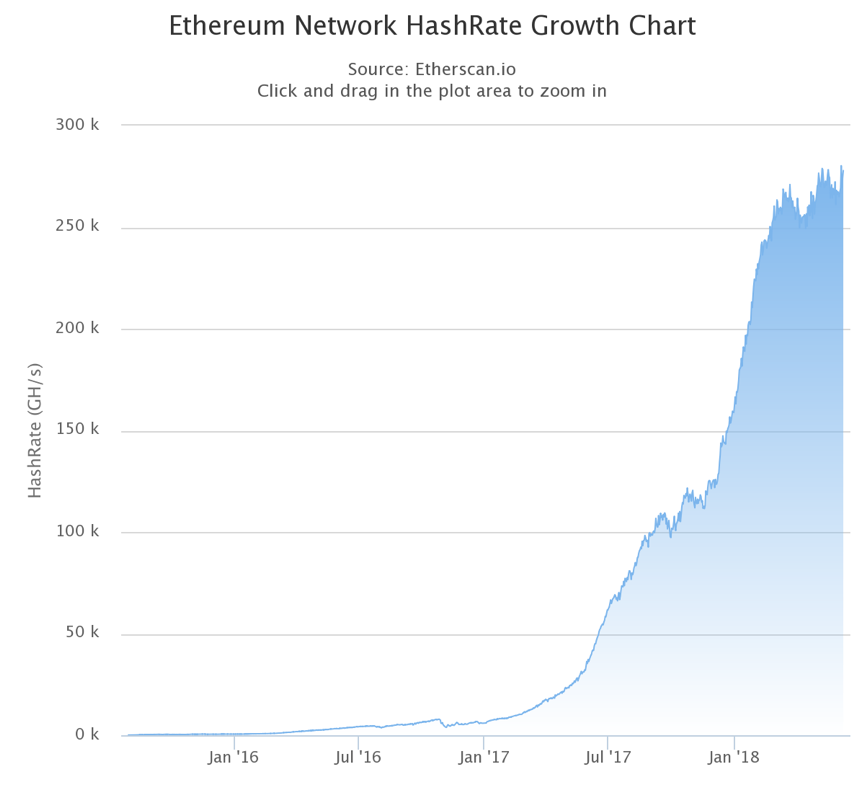 Ethereum Network HashRate Growth Chart
Source: Etherscan.io
Click and drag in the plot area to zoom in
HashRate (GH/s)
300 k
250 k
200 k
150 k
100 k
50 k
0 k
Jan '16
Jul '16
Jan '17
Jul '17
Jan '18